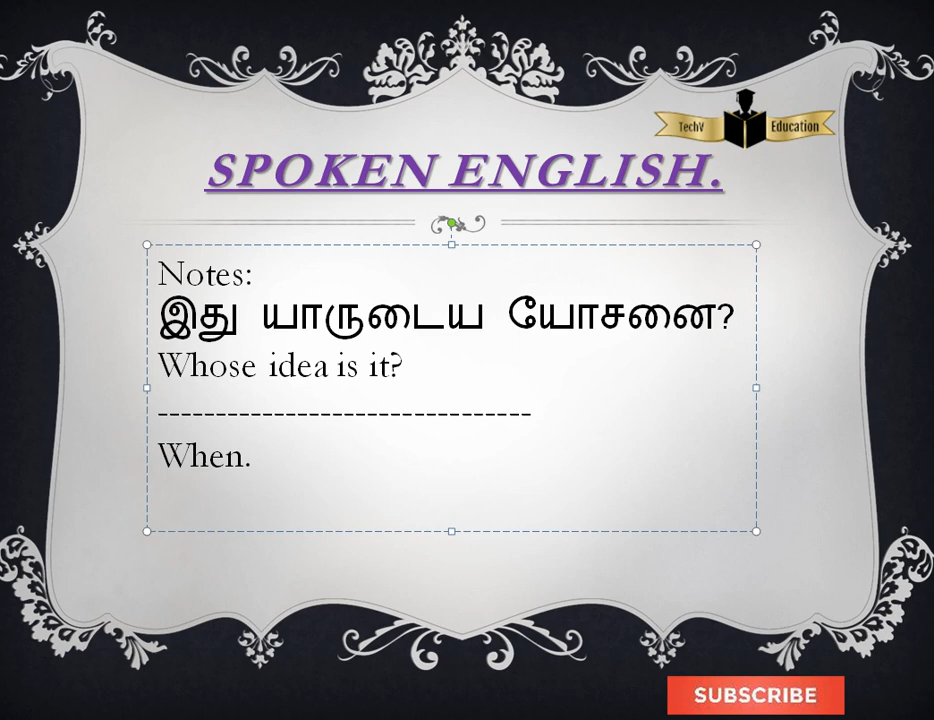 TechV Education
SPOKEN ENGLISH.
Notes:
இது யாருடைய யோசனை?
Whose idea is it?
--------------------------------
When.
SUBSCRIBE